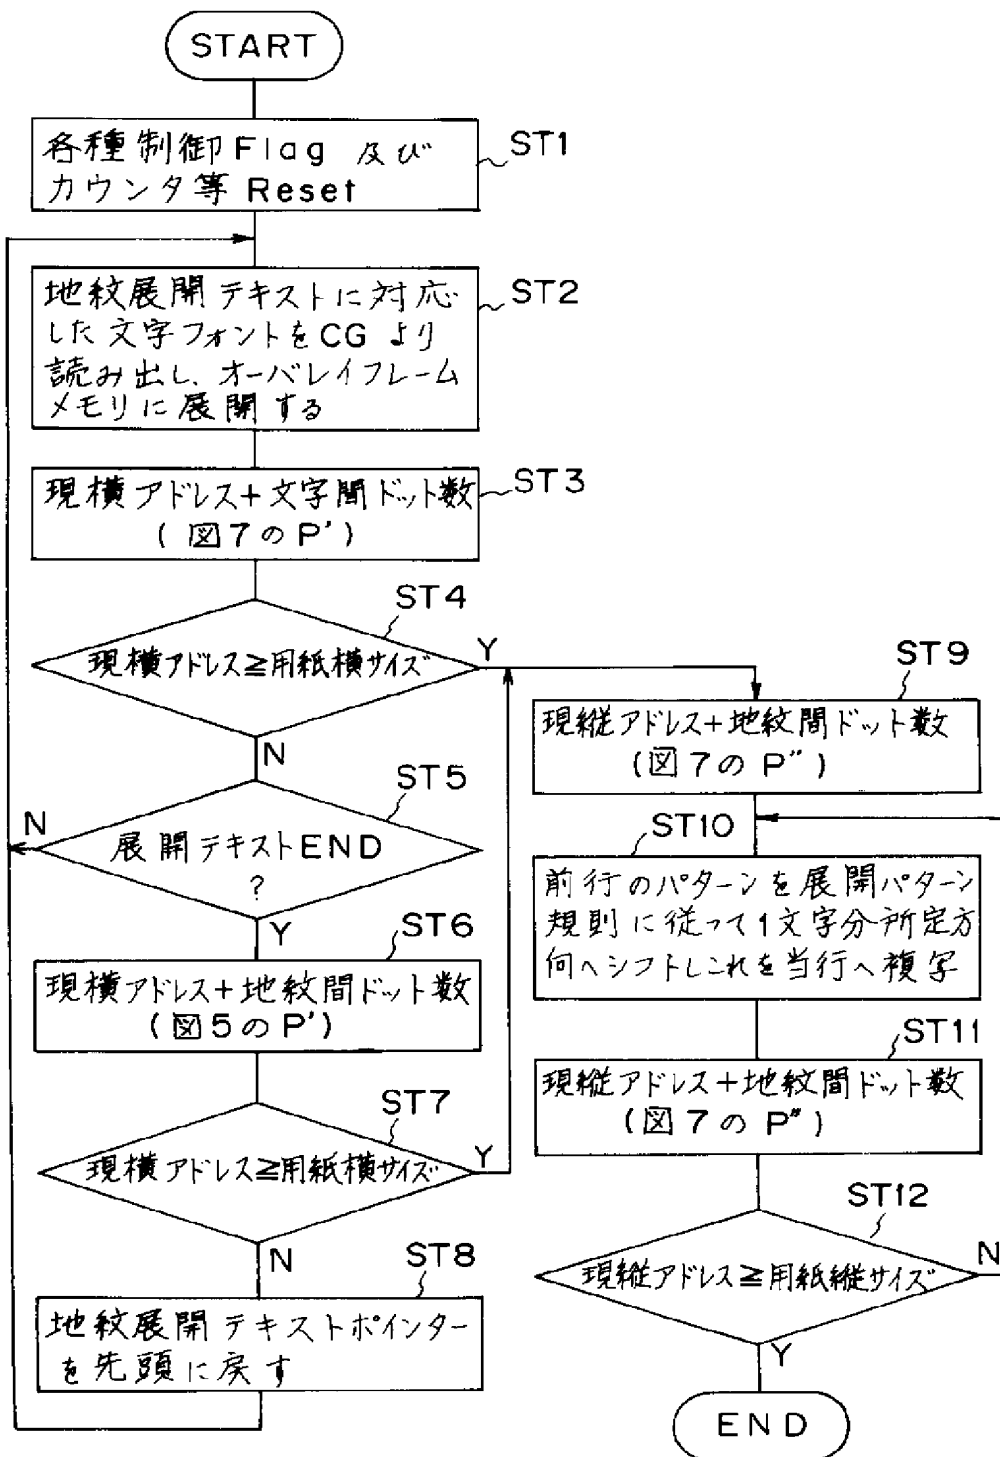 START
各種制御Flag 及び
カウンタ等 Reset
ST1
地紋展開テキストに対応
した文字フォントをCGより
読み出し、オーバレイフレーム
メモリに展開する
ST2
現横アドレス+文字間ドット数
(図7のP')
ST3
現横アドレス≧用紙横サイズ
ST4
Y
N
展開テキストEND
?
ST5
N
Y
現横アドレス+地紋間ドット数
(図5のP')
ST6
現横アドレス≧用紙横サイズ
ST7
Y
N
地紋展開テキストポインター
を先頭に戻す
ST8
現縦アドレス+地紋間ドット数
(図7のP")
ST9
前行のパターンを展開パターン
規則に従って1文字分所定方
向へシフトしこれを当行へ複写
ST10
現縦アドレス+地紋間ドット数
(図7のP")
ST11
現縦アドレス≧用紙縦サイズ
ST12
N
Y
END